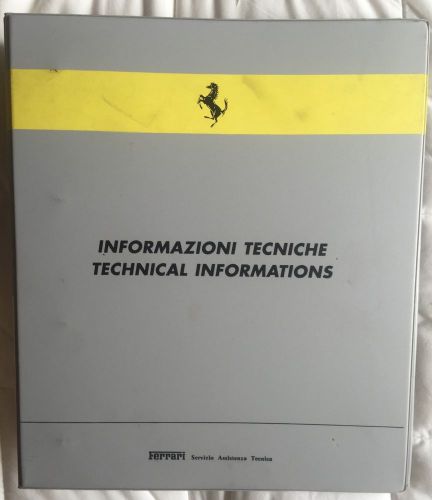 INFORMAZIONI TECNICHE
TECHNICAL INFORMATIONS
Ferrari Servizio Assistenza Tecnica